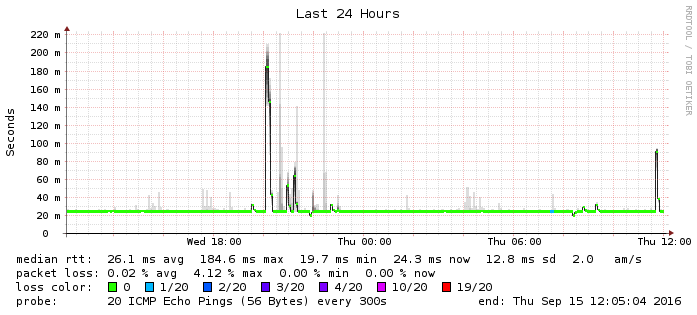 Last 24 Hours
RRDTOOL / TOBI OETIKER
Seconds
220 m
200 m
180 m
160 m
140 m
120 m
100 m
80 m
60 m
40 m
20 m
0
Wed 18:00 Thu 00:00 Thu 06:00 Thu 12:00
median rtt: 26.1 ms avg 184.6 ms max 19.7 ms min 24.3 ms now 12.8 ms sd 2.0 am/s
packet loss: 0.02 % avg 4.12 % max 0.00 % min 0.00 % now
loss color: 0 1/20 2/20 3/20 4/20 10/20 19/20
probe: 20 ICMP Echo Pings (56 Bytes) every 300s end: Thu Sep 15 12:05:04 2016